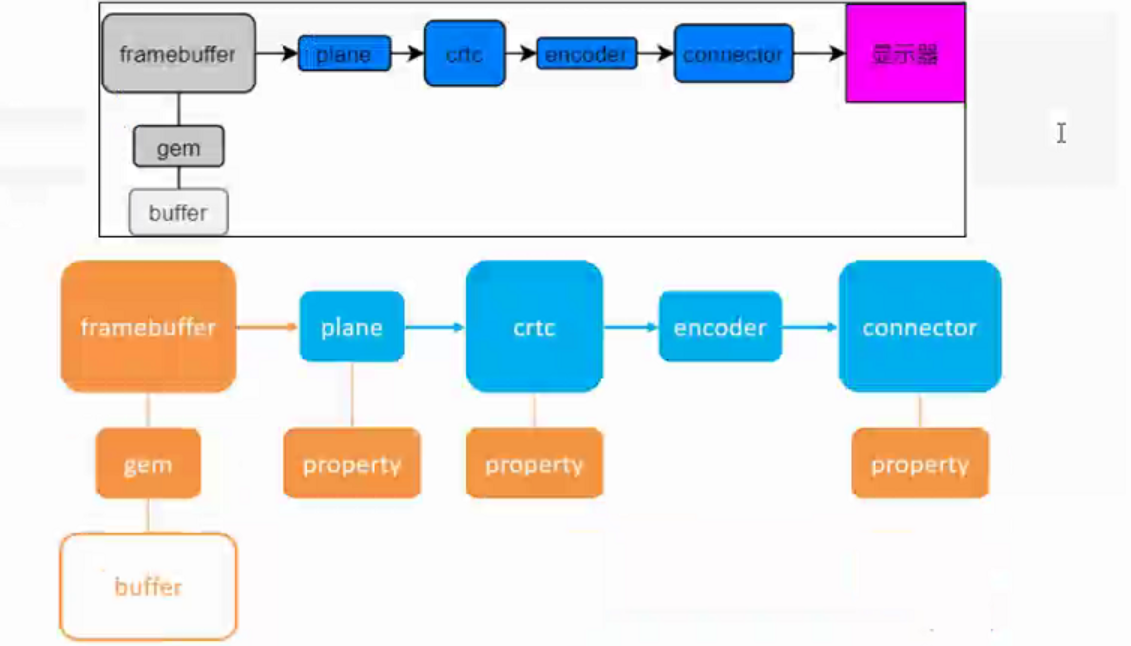 framebuffer
plane
crtc
encoder
connector
显示器
gem
buffer
framebuffer
plane
crtc
encoder
connector
gem
property
property
property
buffer